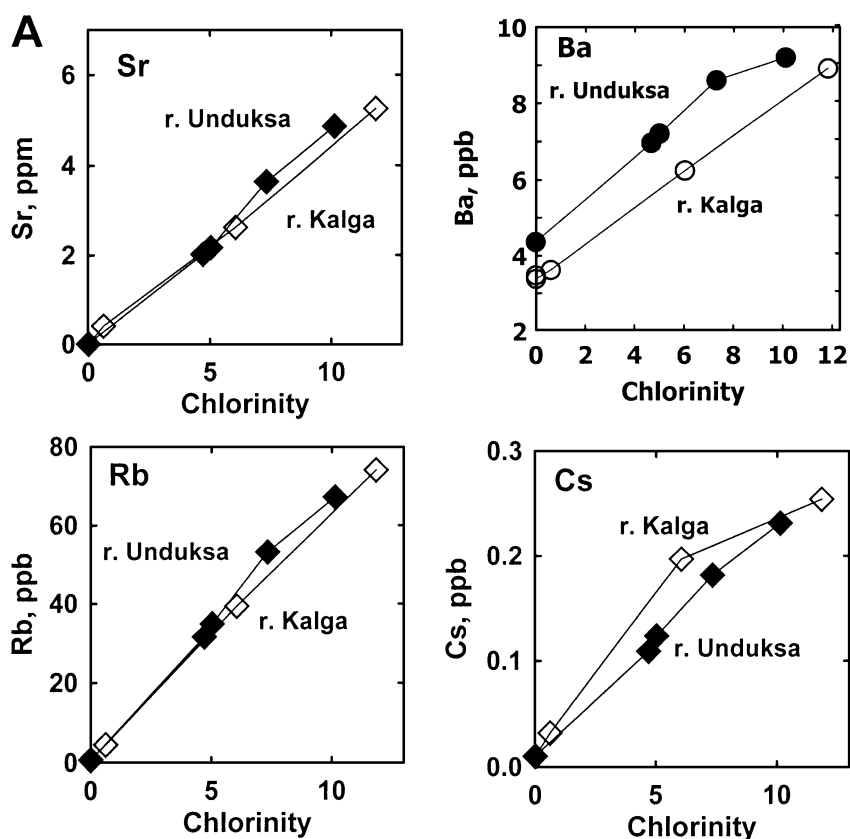 A
Sr
r. Unduksa
r. Kalga
Sr, ppm
6
4
2
0
0 5 10
Chlorinity
Ba
r. Unduksa
r. Kalga
Ba, ppb
10
8
6
4
2
0 2 4 6 8 10 12
Chlorinity
Rb
r. Unduksa
r. Kalga
Rb, ppb
80
60
40
20
0
0 5 10
Chlorinity
Cs
r. Kalga
r. Unduksa
Cs, ppb
0.3
0.2
0.1
0.0
0 5 10
Chlorinity